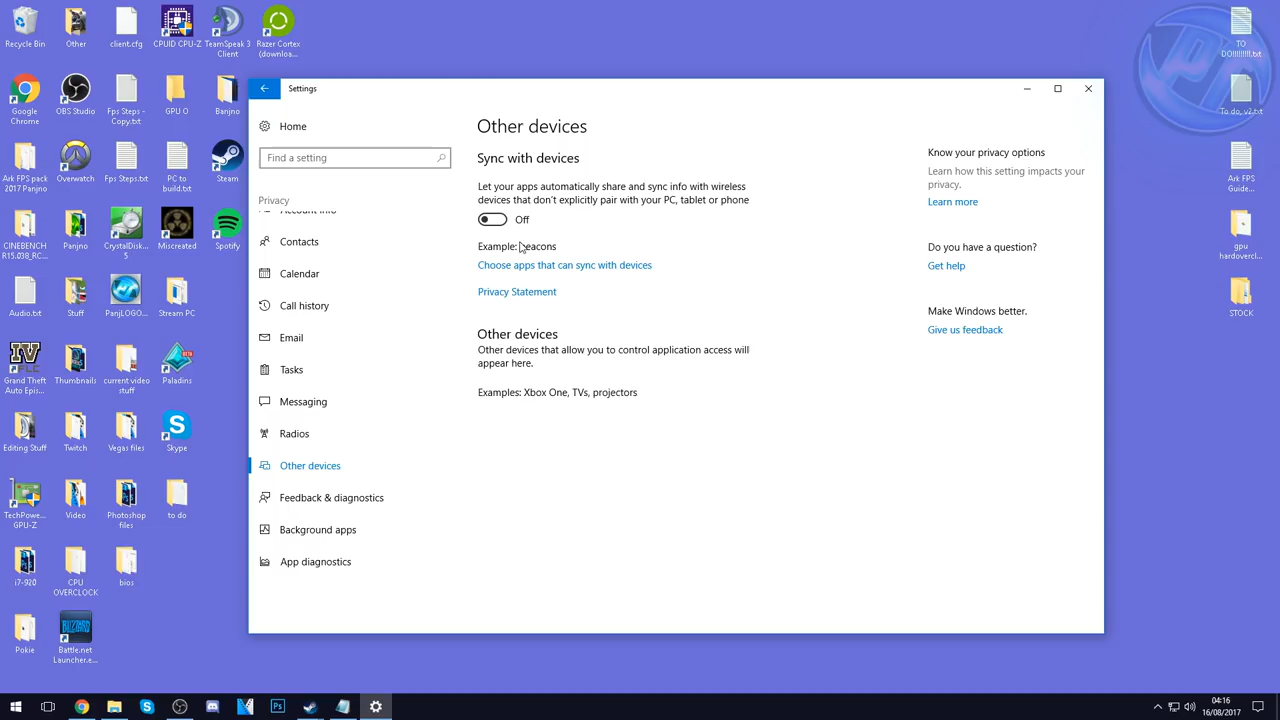 Recycle Bin
Other
client.cfg
CPUID CPU-Z
TeamSpeak 3 Client
Razer Cortex (downloa...
Google Chrome
OBS Studio
Fps Steps - Copy.txt
GPU O
Banjno
Ark FPS pack 2017 Panjno
Overwatch
Fps Steps.txt
PC to build.txt
Steam
CINEBENCH R15.038_RC...
Panjno
CrystalDisk... 5
Miscreated
Spotify
Audio.txt
Stuff
PanjLOGO...
Stream PC
IV
Grand Theft Auto Epis...
Thumbnails
current video stuff
BETA
Paladins
Editing Stuff
Twitch
Vegas files
Skype
TechPowe... GPU-Z
Video
Photoshop files
to do
i7-920
CPU OVERCLOCK
bios
Pokie
BLIZZARD
Battle.net Launcher.e...
TO DO!!!!!!!!.txt
To do, v2.txt
Ark FPS Guide...
gpu hardovercl...
STOCK
Settings
Home
Find a setting
Privacy
Account info
Contacts
Calendar
Call history
Email
Tasks
Messaging
Radios
Other devices
Feedback & diagnostics
Background apps
App diagnostics
Other devices
Sync with devices
Let your apps automatically share and sync info with wireless
devices that don't explicitly pair with your PC, tablet or phone
Off
Example: beacons
Choose apps that can sync with devices
Privacy Statement
Other devices
Other devices that allow you to control application access will
appear here.
Examples: Xbox One, TVs, projectors
Know your privacy options
Learn how this setting impacts your
privacy.
Learn more
Do you have a question?
Get help
Make Windows better.
Give us feedback
Ps
04:16
16/08/2017